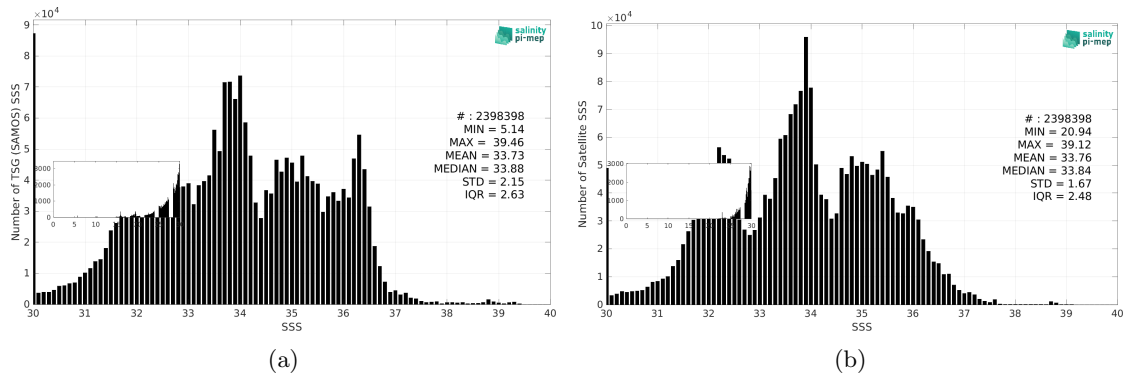 ×10⁴
9
8
7
6
5
4
3
2
1
0
Number of TSG (SAMOS) SSS
salinity
pi-mep
# : 2398398
MIN = 5.14
MAX = 39.46
MEAN = 33.73
MEDIAN = 33.88
STD = 2.15
IQR = 2.63
3000
2000
1000
0
0 5 10
30 31 32 33 34 35 36 37 38 39 40
SSS
(a)
×10⁴
10
9
8
7
6
5
4
3
2
1
0
Number of Satellite SSS
salinity
pi-mep
# : 2398398
MIN = 20.94
MAX = 39.12
MEAN = 33.76
MEDIAN = 33.84
STD = 1.67
IQR = 2.48
3000
2000
1000
0
0 5 10 15 30
30 31 32 33 34 35 36 37 38 39 40
SSS
(b)